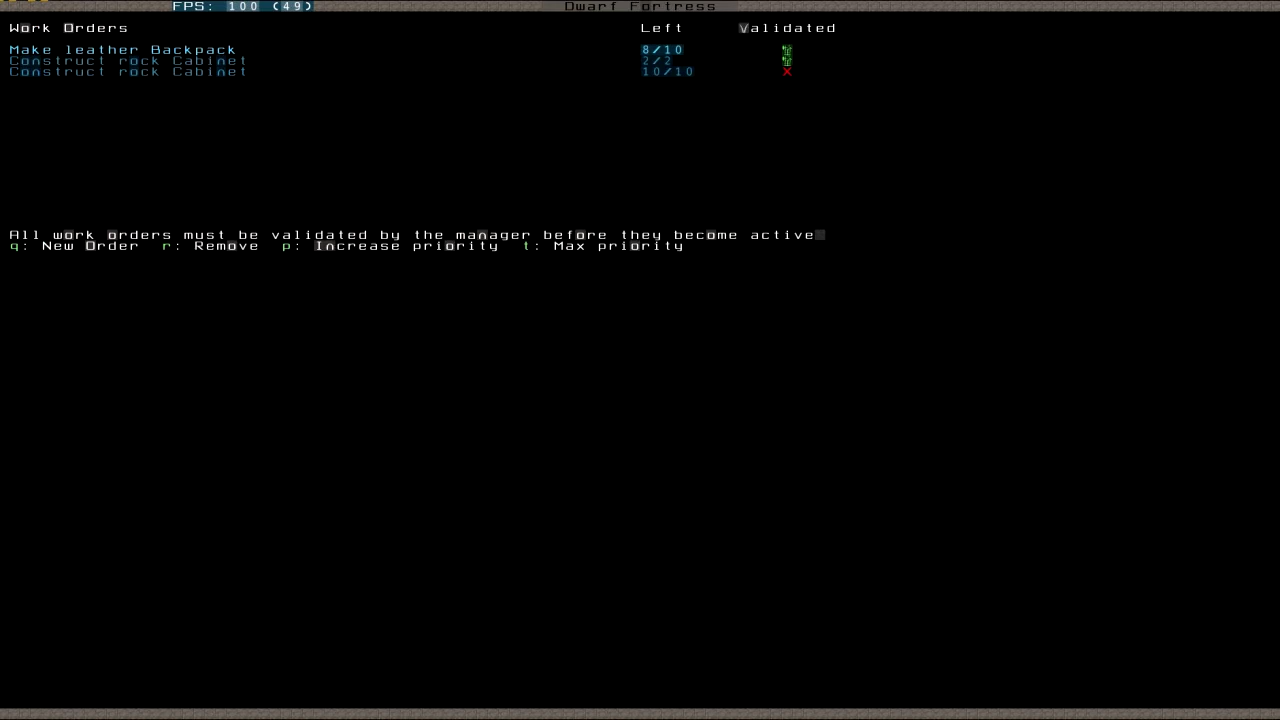 FPS: 100 (49) Dwarf Fortress
Work Orders Left Validated
Make leather Backpack 8/10
Construct rock Cabinet 2/2
Construct rock Cabinet 10/10 X
All work orders must be validated by the manager before they become active
q: New Order r: Remove p: Increase priority t: Max priority